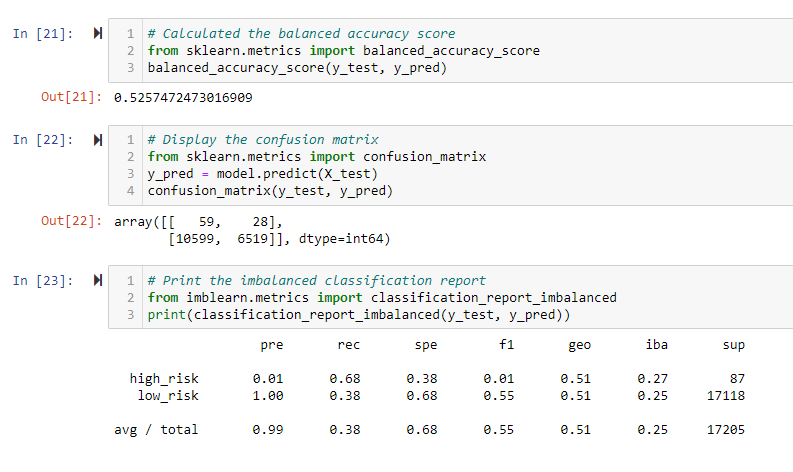 In [21]:
1 # Calculated the balanced accuracy score
2 from sklearn.metrics import balanced_accuracy_score
3 balanced_accuracy_score(y_test, y_pred)
Out[21]: 0.5257472473016909
In [22]:
1 # Display the confusion matrix
2 from sklearn.metrics import confusion_matrix
3 y_pred = model.predict(X_test)
4 confusion_matrix(y_test, y_pred)
Out[22]: array([[   59,    28],
       [10599,  6519]], dtype=int64)
In [23]:
1 # Print the imbalanced classification report
2 from imblearn.metrics import classification_report_imbalanced
3 print(classification_report_imbalanced(y_test, y_pred))
pre rec spe f1 geo iba sup
high_risk 0.01 0.68 0.38 0.01 0.51 0.27 87
low_risk 1.00 0.38 0.68 0.55 0.51 0.25 17118
avg / total 0.99 0.38 0.68 0.55 0.51 0.25 17205